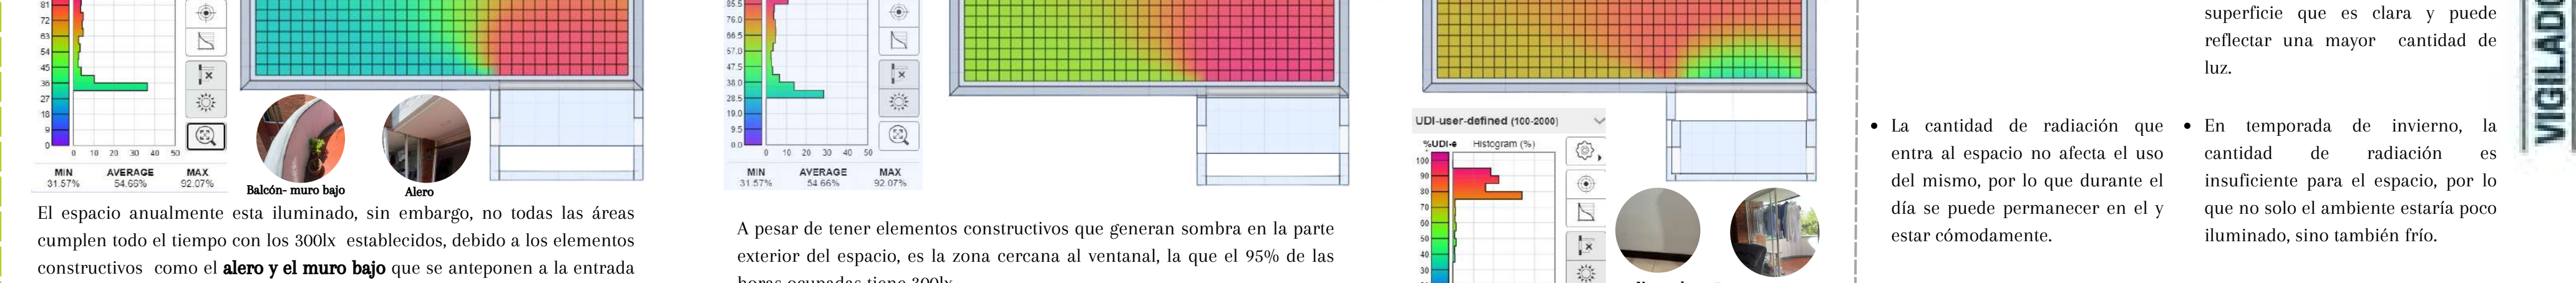 81
72
63
54
45
36
27
18
9
0
0 10 20 30 40 50
MIN AVERAGE MAX
31.57% 54.66% 92.07%
Balcón- muro bajo
Alero
El espacio anualmente esta iluminado, sin embargo, no todas las áreas
cumplen todo el tiempo con los 300lx establecidos, debido a los elementos
constructivos como el alero y el muro bajo que se anteponen a la entrada
85.5
76.0
66.5
57.0
47.5
38.0
28.5
19.0
9.5
0.0
0 10 20 30 40 50
MIN AVERAGE MAX
31.57% 54.66% 92.07%
A pesar de tener elementos constructivos que generan sombra en la parte
exterior del espacio, es la zona cercana al ventanal, la que el 95% de las
horas ocupadas tiene 300lx
UDI-user-defined (100-2000)
%UDI-e Histogram (%)
100
90
80
70
60
50
40
30
La cantidad de radiación que
entra al espacio no afecta el uso
del mismo, por lo que durante el
día se puede permanecer en el y
estar cómodamente.
superficie que es clara y puede
reflectar una mayor cantidad de
luz.
En temporada de invierno, la
cantidad de radiación es
insuficiente para el espacio, por lo
que no solo el ambiente estaría poco
iluminado, sino también frío.
VIGILADO